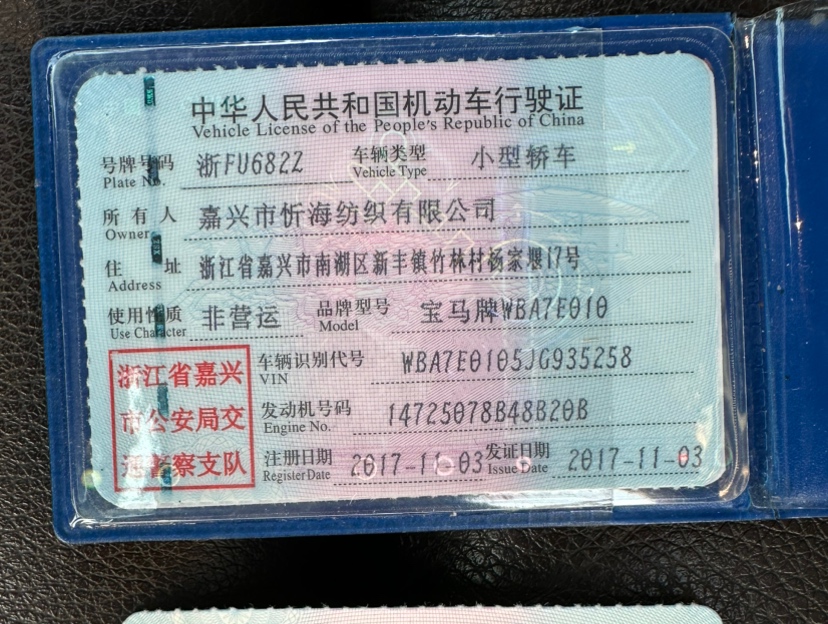 中华人民共和国机动车行驶证
Vehicle License of the People's Republic of China
号牌号码 浙FU682Z 车辆类型 小型轿车
Plate No. Vehicle Type
所有人 嘉兴市忻海纺织有限公司
Owner
住址 浙江省嘉兴市南湖区新丰镇竹林村杨家堰17号
Address
使用性质 非营运 品牌型号 宝马牌WBA7E010
Use Character Model
浙江省嘉兴
市公安局交
通警察支队
车辆识别代号 WBA7E0105JG935258
VIN
发动机号码 14725078B48B20B
Engine No.
注册日期 2017-11-03 发证日期 2017-11-03
Register Date Issue Date